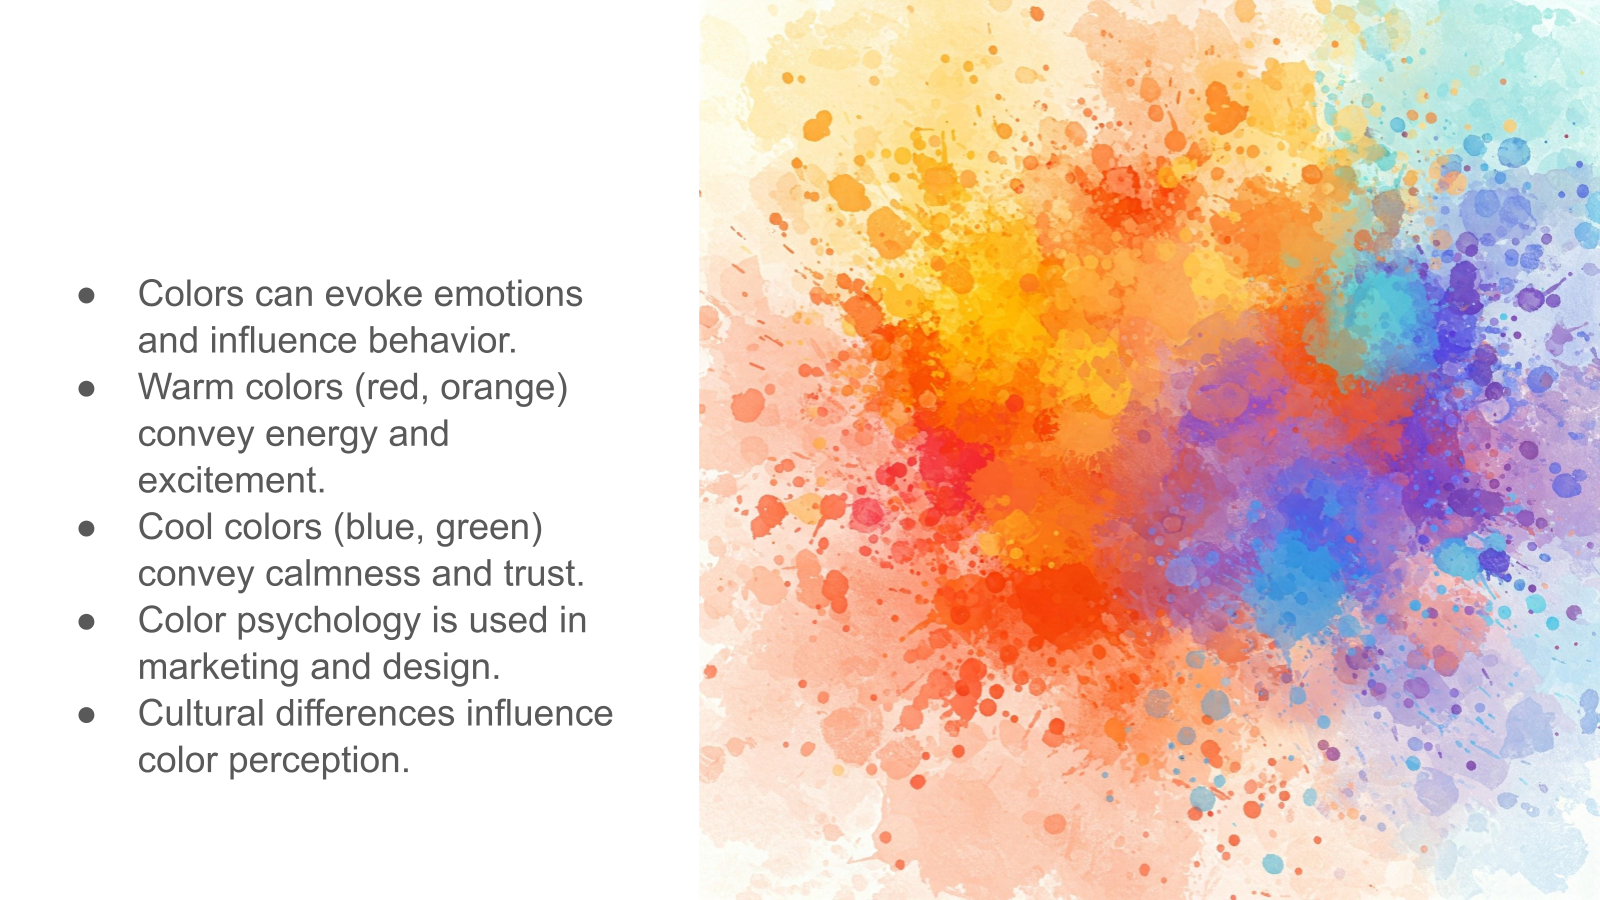 ● Colors can evoke emotions
and influence behavior.
● Warm colors (red, orange)
convey energy and
excitement.
● Cool colors (blue, green)
convey calmness and trust.
● Color psychology is used in
marketing and design.
● Cultural differences influence
color perception.